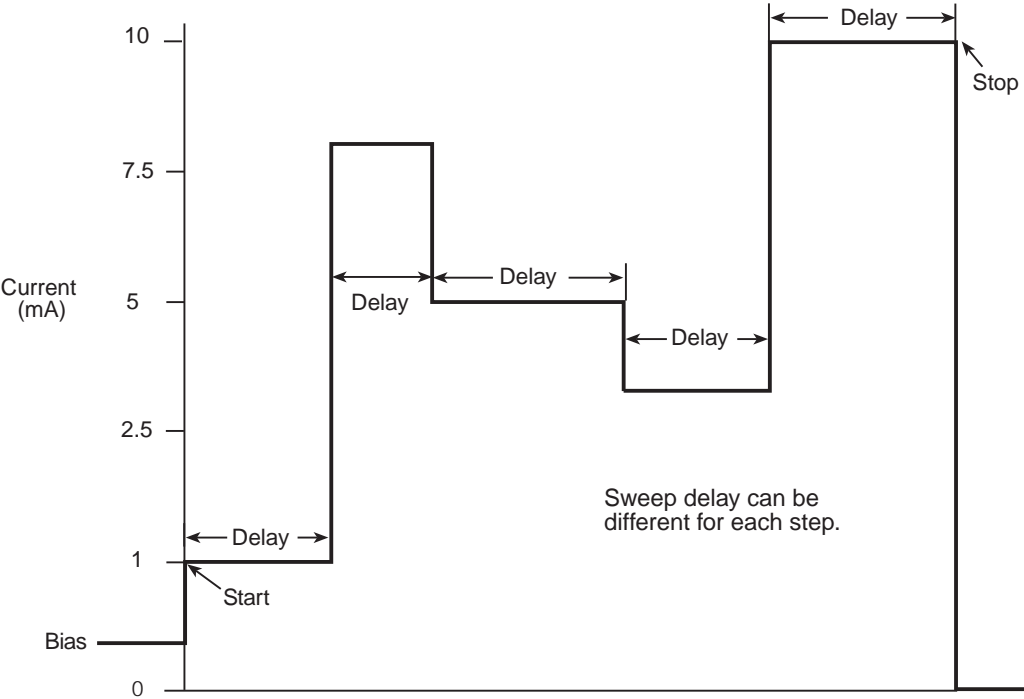 10
Delay
Stop
7.5
Current
(mA)
5
Delay
Delay
Delay
2.5
Sweep delay can be
different for each step.
Delay
1
Start
Bias
0